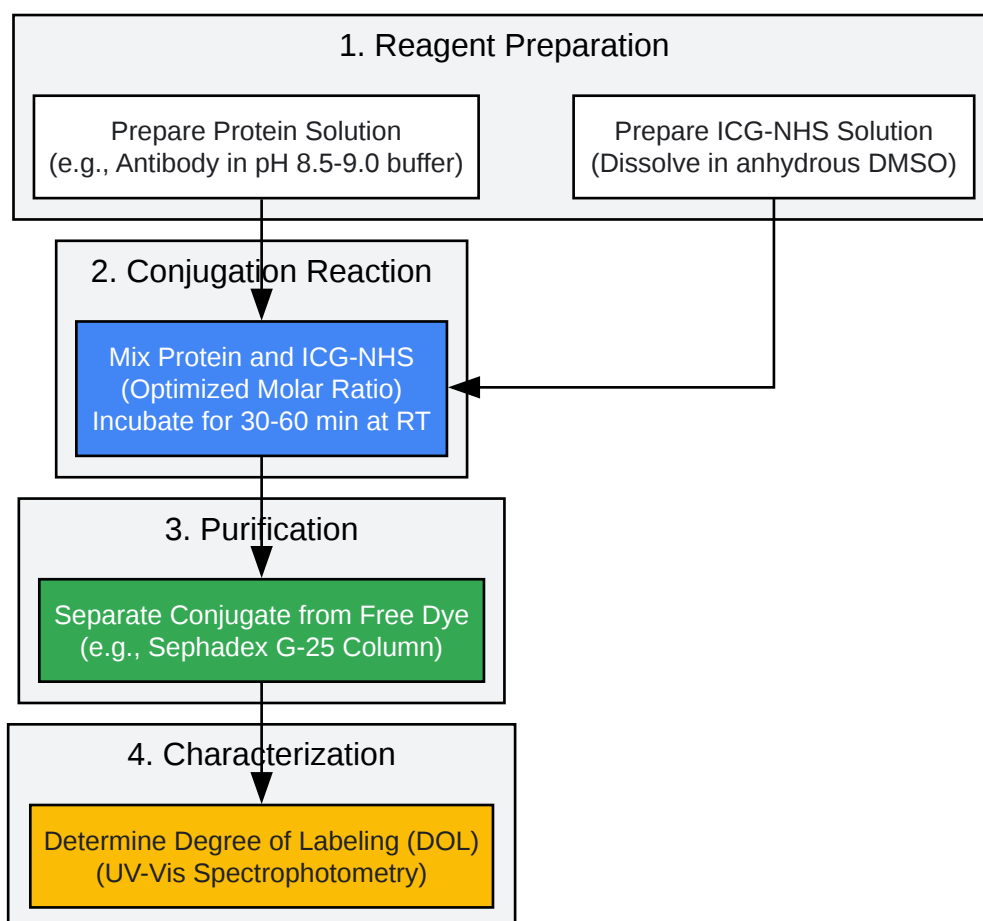 1. Reagent Preparation
Prepare Protein Solution
(e.g., Antibody in pH 8.5-9.0 buffer)
Prepare ICG-NHS Solution
(Dissolve in anhydrous DMSO)
2. Conjugation Reaction
Mix Protein and ICG-NHS
(Optimized Molar Ratio)
Incubate for 30-60 min at RT
3. Purification
Separate Conjugate from Free Dye
(e.g., Sephadex G-25 Column)
4. Characterization
Determine Degree of Labeling (DOL)
(UV-Vis Spectrophotometry)